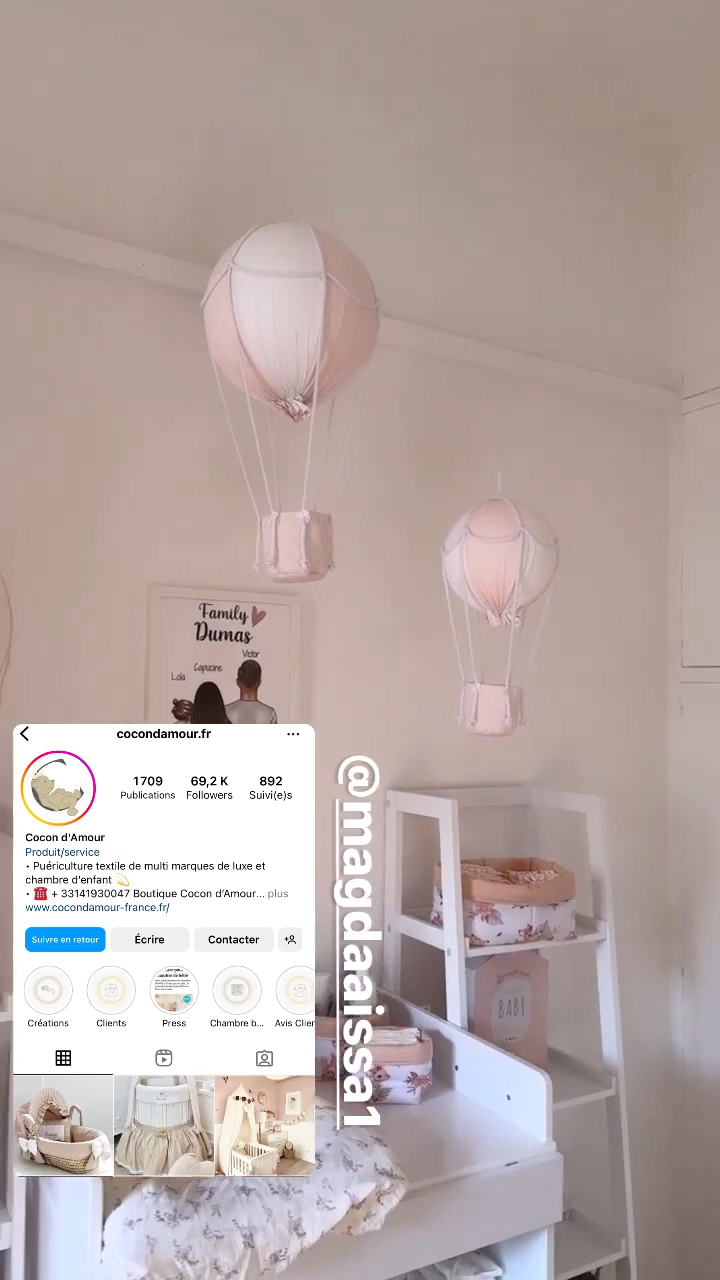 Family
Dumas
Victor
Capucine
Lola
cocondamour.fr
1709
69,2 K
892
Publications
Followers
Suivi(e)s
Cocon d'Amour
Produit/service
• Puériculture textile de multi marques de luxe et
chambre d'enfant 💫
• ☎️ + 33141930047 Boutique Cocon d'Amour... plus
www.cocondamour-france.fr/
Suivre en retour
Écrire
Contacter
Créations
Clients
Press
Chambre b...
Avis Clien
@magdaaissa1
BABY